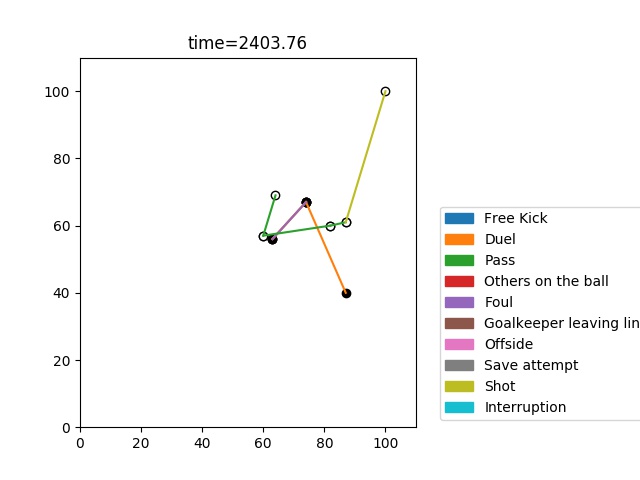 time=2403.76
100
80
60
40
20
0
0 20 40 60 80 100
Free Kick
Duel
Pass
Others on the ball
Foul
Goalkeeper leaving lin
Offside
Save attempt
Shot
Interruption